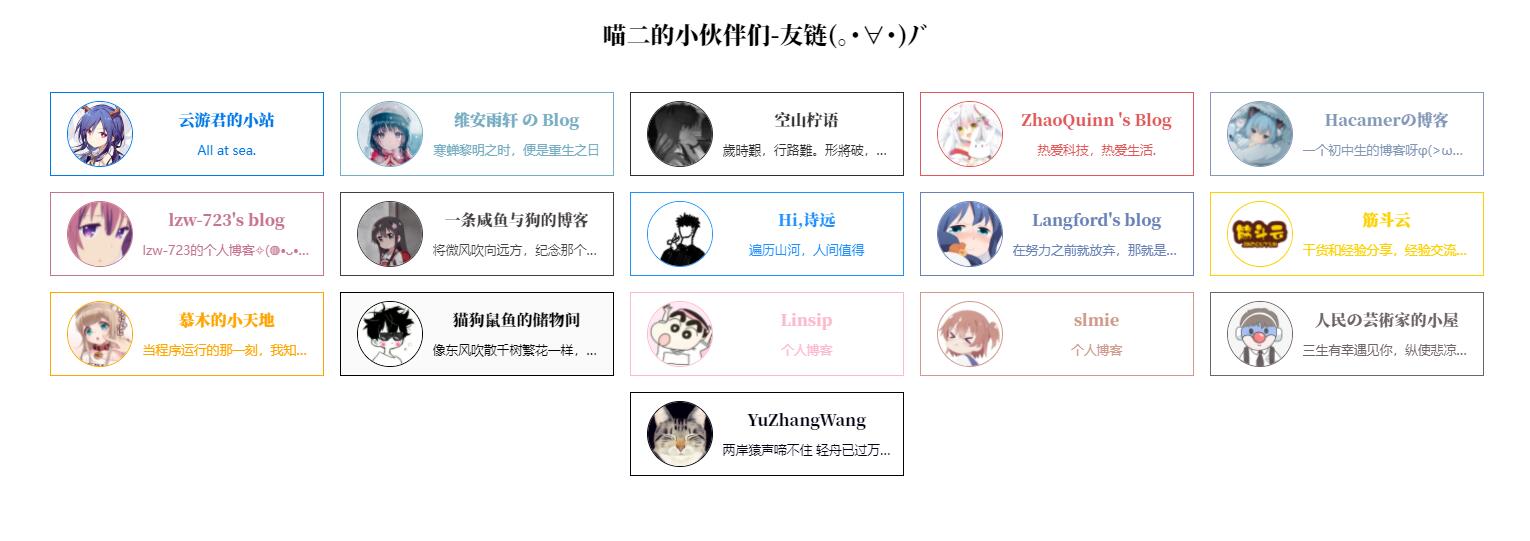 喵二的小伙伴们-友链(｡･∀･)ﾉﾞ
云游君的小站
All at sea.
维安雨轩 の Blog
寒蝉黎明之时，便是重生之日
空山柠语
歲時艱，行路難。形將破，...
ZhaoQuinn 's Blog
热爱科技，热爱生活.
Hacamerの博客
一个初中生的博客呀φ(>ω...
lzw-723's blog
lzw-723的个人博客✧(◍•ᴗ•...
一条咸鱼与狗的博客
将微风吹向远方，纪念那个...
Hi,诗远
遍历山河，人间值得
Langford's blog
在努力之前就放弃，那就是...
筋斗云
筋斗云
干货和经验分享，经验交流...
慕木的小天地
当程序运行的那一刻，我知...
猫狗鼠鱼的储物间
像东风吹散千树繁花一样，...
Linsip
个人博客
slmie
个人博客
人民の芸術家的小屋
三生有幸遇见你，纵使悲凉...
YuZhangWang
两岸猿声啼不住 轻舟已过万...